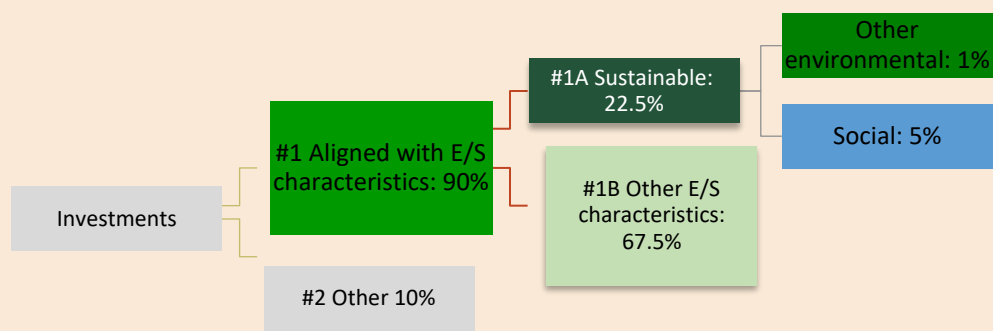 Investments
#1 Aligned with E/S
characteristics: 90%
#2 Other 10%
#1A Sustainable:
22.5%
#1B Other E/S
characteristics:
67.5%
Other
environmental: 1%
Social: 5%